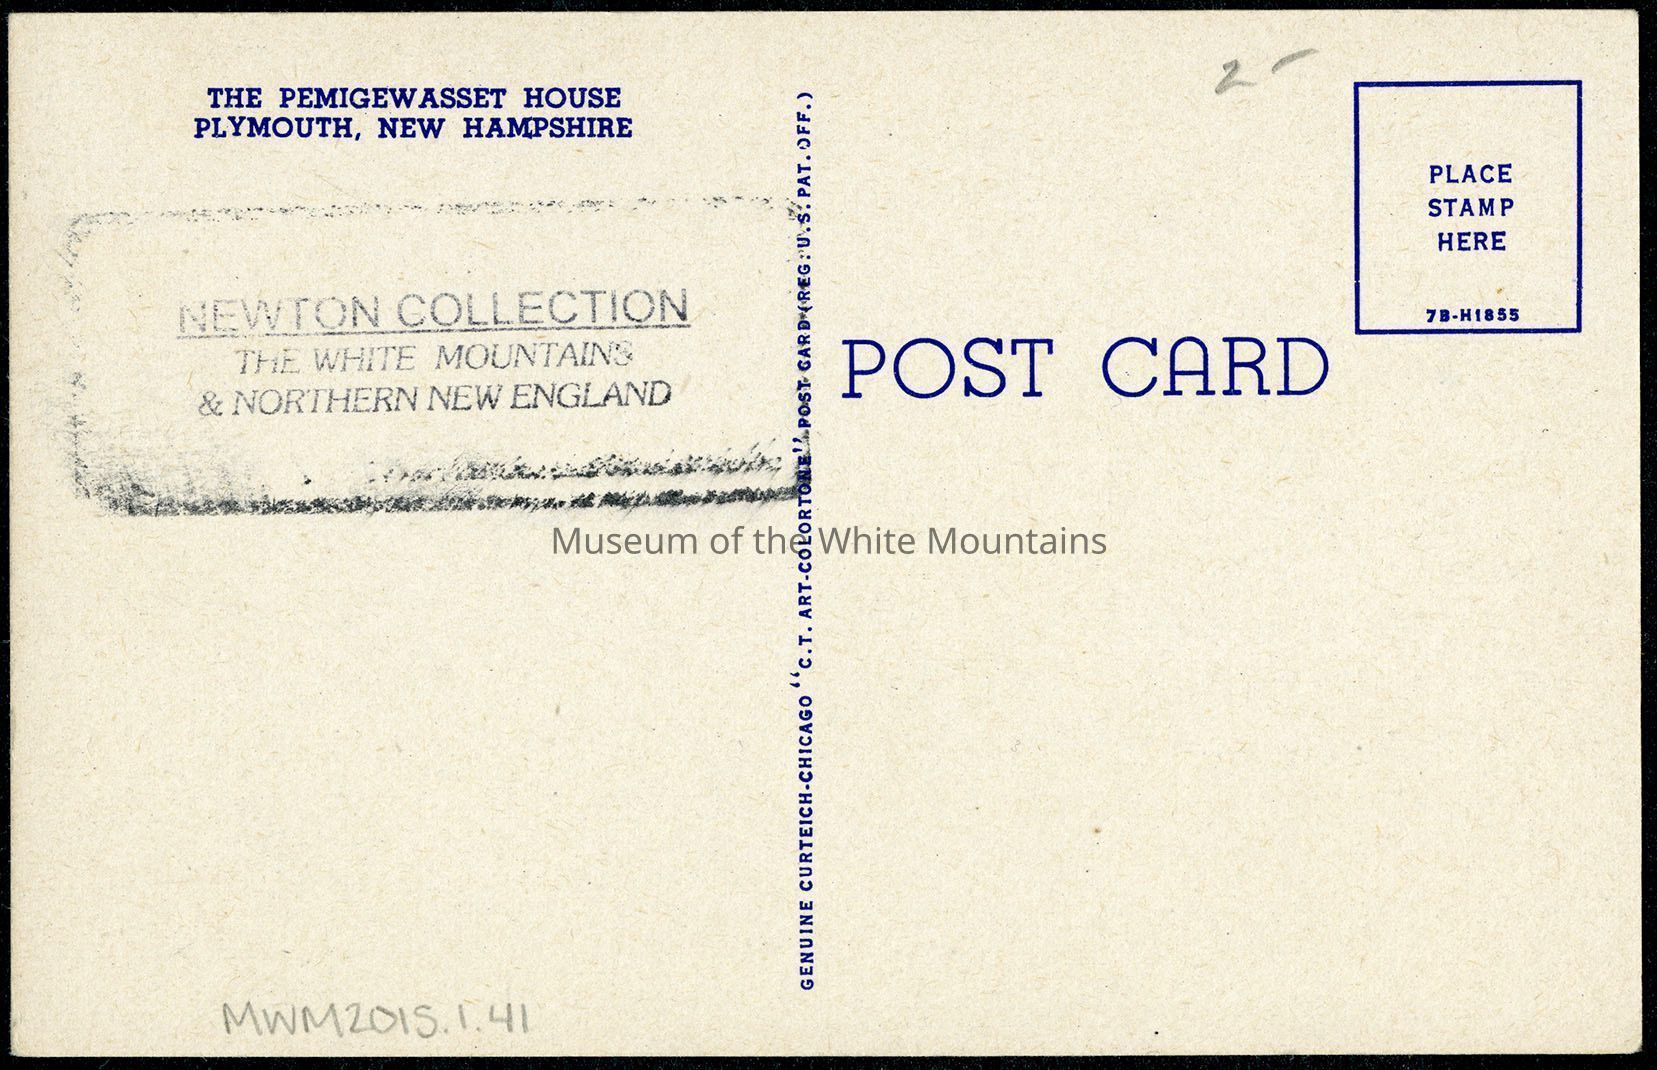 THE PEMIGEWASSET HOUSE
PLYMOUTH, NEW HAMPSHIRE
NEWTON COLLECTION
THE WHITE MOUNTAINS
& NORTHERN NEW ENGLAND
MWM2015.1.41
GENUINE CURTEICH-CHICAGO "C.T. ART-COLORTONE" POST CARD (REG. U.S. PAT. OFF.)
2-
PLACE
STAMP
HERE
7B-H1855
POST CARD
Museum of the White Mountains